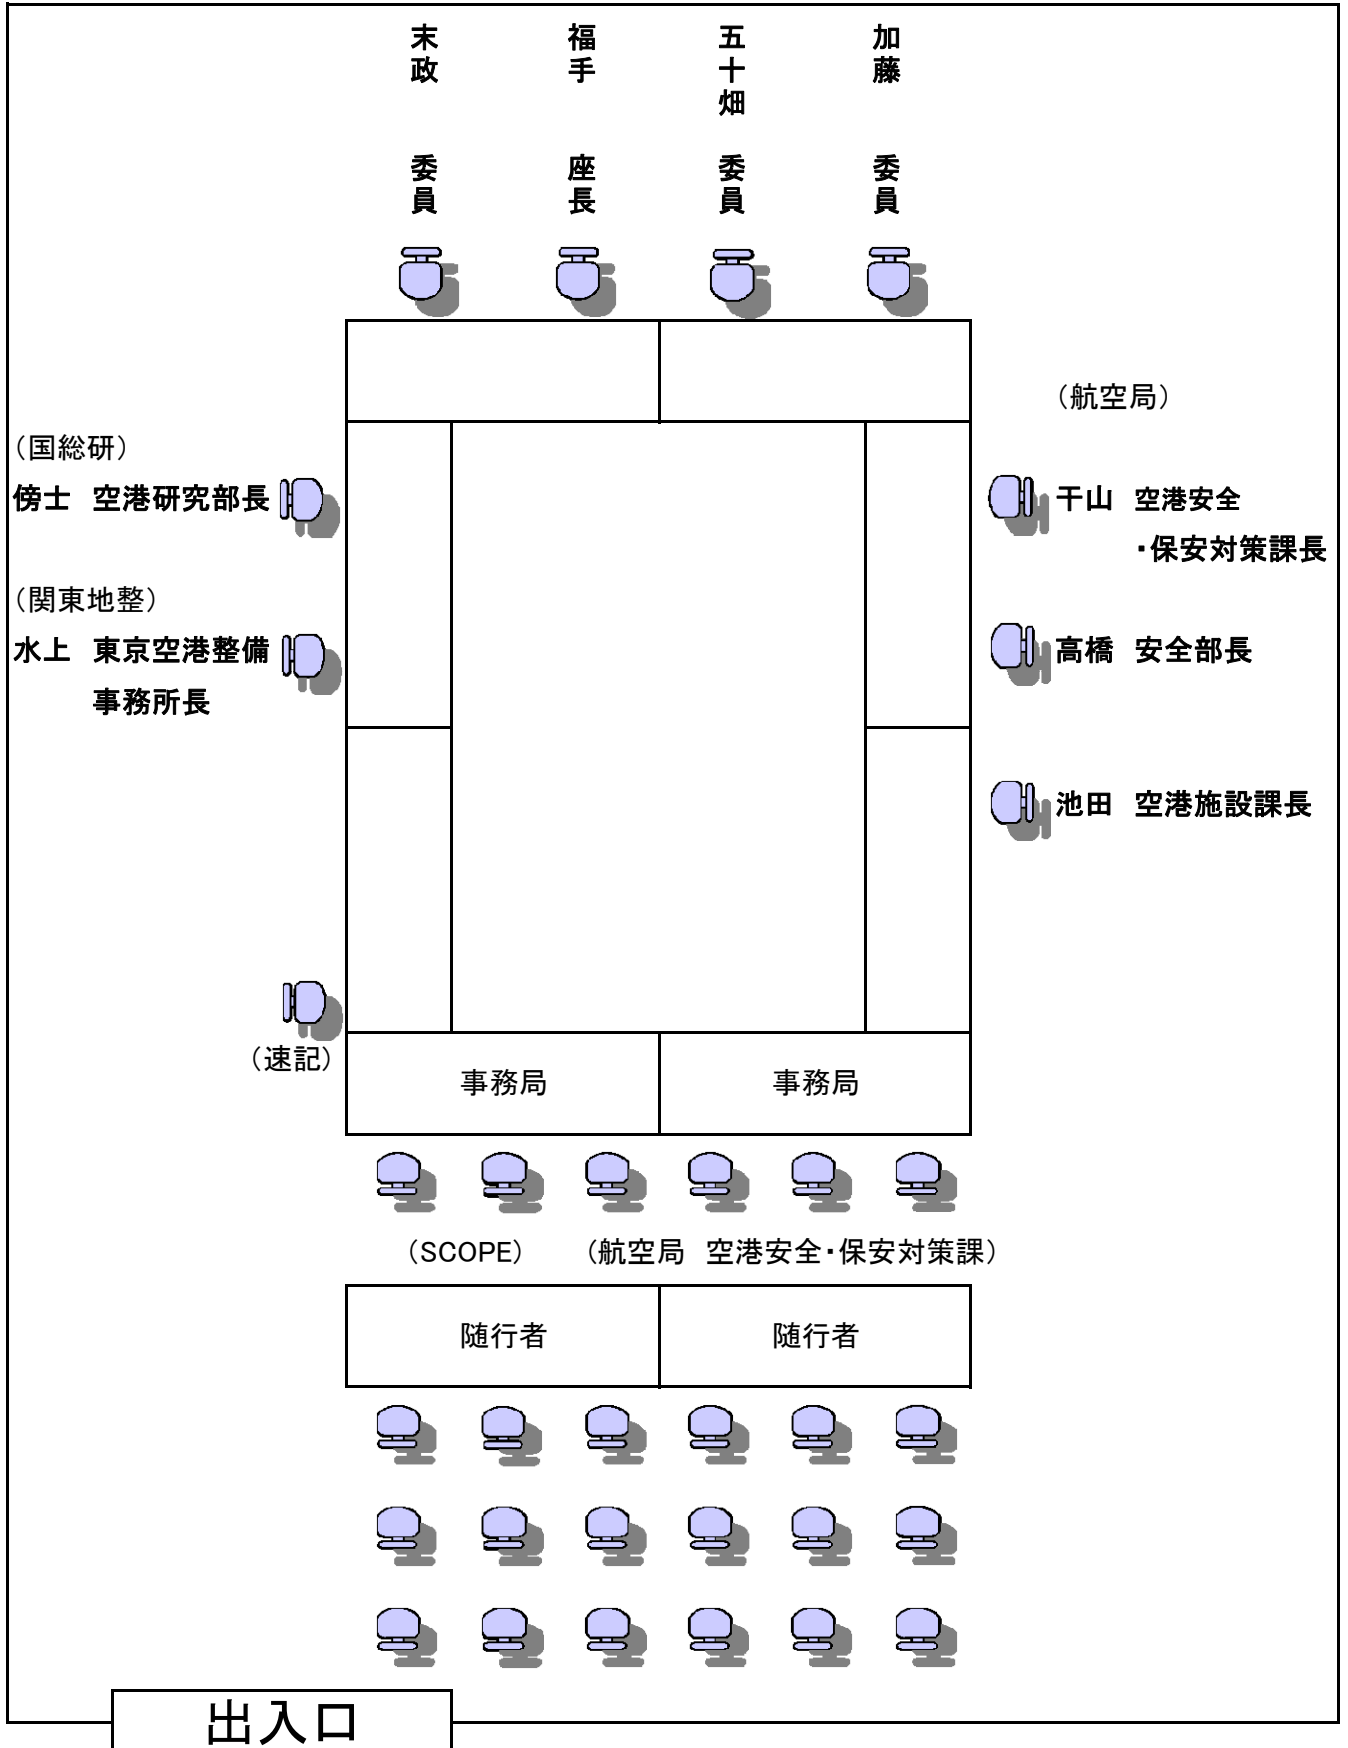 末政 委員
福手 座長
五十畑 委員
加藤 委員
（航空局）
（国総研）
傍士 空港研究部長
干山 空港安全
・保安対策課長
（関東地整）
水上 東京空港整備
事務所長
高橋 安全部長
池田 空港施設課長
（速記）
事務局
事務局
（SCOPE）
（航空局 空港安全・保安対策課）
随行者
随行者
出入口